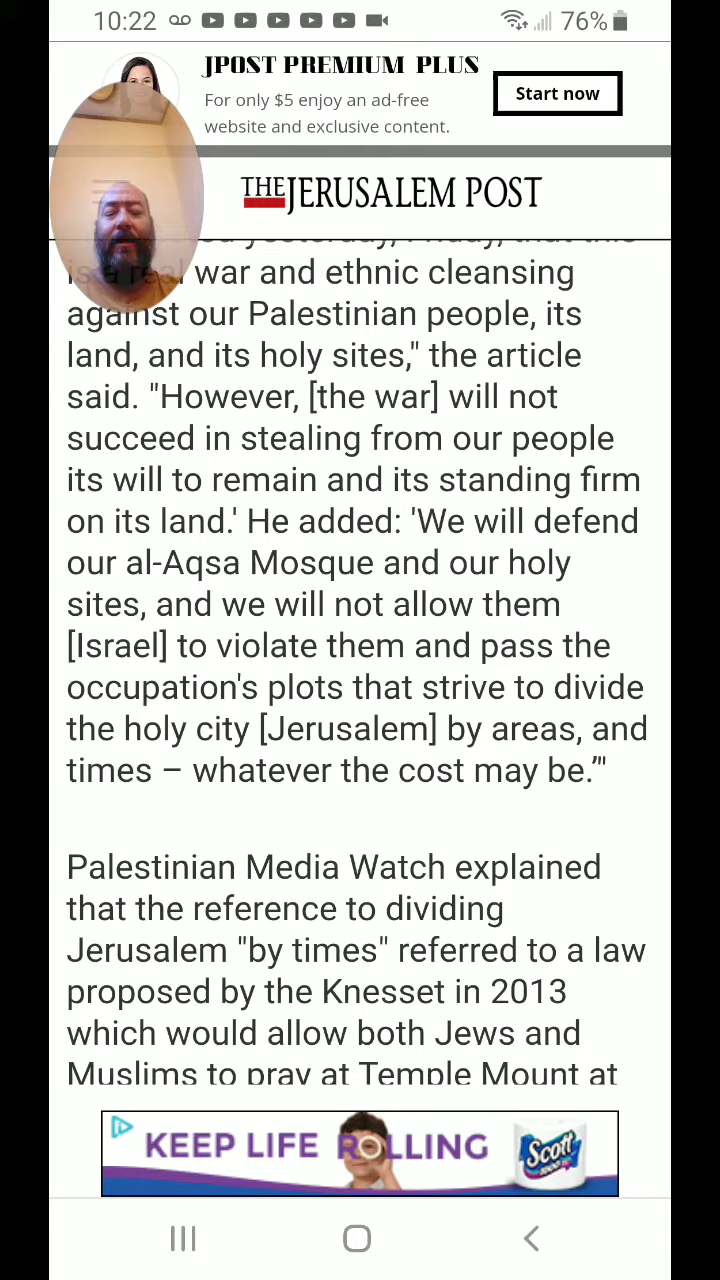 10:22
76%
JPOST PREMIUM PLUS
For only $5 enjoy an ad-free
website and exclusive content.
Start now
THE JERUSALEM POST
yesterday, Friday, that this
is a real war and ethnic cleansing
against our Palestinian people, its
land, and its holy sites," the article
said. "However, [the war] will not
succeed in stealing from our people
its will to remain and its standing firm
on its land.' He added: 'We will defend
our al-Aqsa Mosque and our holy
sites, and we will not allow them
[Israel] to violate them and pass the
occupation's plots that strive to divide
the holy city [Jerusalem] by areas, and
times – whatever the cost may be.'"
Palestinian Media Watch explained
that the reference to dividing
Jerusalem "by times" referred to a law
proposed by the Knesset in 2013
which would allow both Jews and
Muslims to pray at Temple Mount at
KEEP LIFE ROLLING
Scott
1000